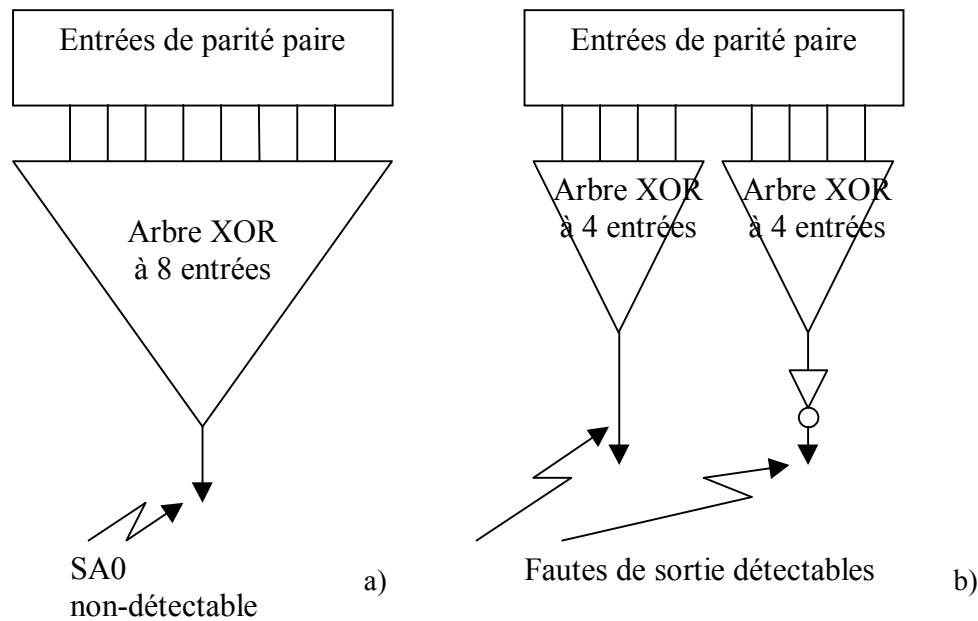 Entrées de parité paire
Arbre XOR
à 8 entrées
SA0
non-détectable
a)
Entrées de parité paire
Arbre XOR
à 4 entrées
Arbre XOR
à 4 entrées
Fautes de sortie détectables
b)